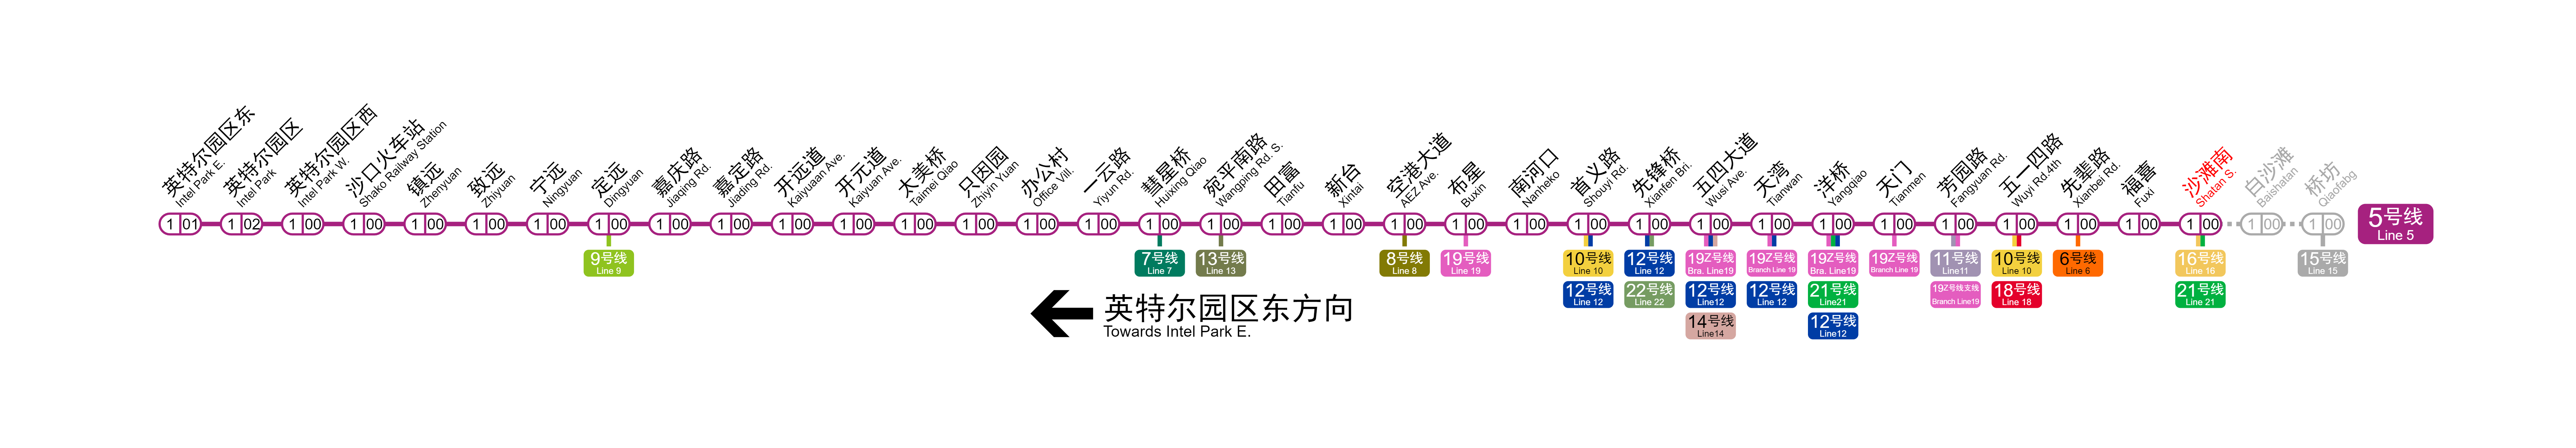 英特尔园区东
Intel Park E.
英特尔园区
Intel Park
英特尔园区西
Intel Park W.
沙口火车站
Shako Railway Station
镇远
Zhenyuan
致远
Zhiyuan
宁远
Ningyuan
定远
Dingyuan
嘉庆路
Jiaqing Rd.
嘉定路
Jiading Rd.
开远道
Kaiyuaan Ave.
开元道
Kaiyuan Ave.
太美桥
Taimei Qiao
只因园
Zhiyin Yuan
办公村
Office Vill.
一云路
Yiyun Rd.
彗星桥
Huixing Qiao
宛平南路
Wangping Rd. S.
田富
Tianfu
新台
Xintai
空港大道
AEZ Ave.
布星
Buxin
南河口
Nanheko
首义路
Shouyi Rd.
先锋桥
Xianfen Bri.
五四大道
Wusi Ave.
天湾
Tianwan
洋桥
Yangqiao
天门
Tianmen
芳园路
Fangyuan Rd.
五一四路
Wuyi Rd.4th
先辈路
Xianbei Rd.
福喜
Fuxi
沙滩南
Shatan S.
白沙滩
Baishatan
桥坊
Qiaofabg
1 01 1 02 1 00 1 00 1 00 1 00 1 00 1 00 1 00 1 00 1 00 1 00 1 00 1 00 1 00 1 00 1 00 1 00 1 00 1 00 1 00 1 00 1 00 1 00 1 00 1 00 1 00 1 00 1 00 1 00 1 00 1 00 1 00 1 00 1 00 1 00
5号线
Line 5
9号线
Line 9
7号线
Line 7
13号线
Line 13
8号线
Line 8
19号线
Line 19
10号线
Line 10
12号线
Line 12
12号线
Line 12
22号线
Line 22
19Z号线
Bra. Line19
12号线
Line12
14号线
Line14
19Z号线
Branch Line 19
12号线
Line 12
19Z号线
Bra. Line19
21号线
Line21
12号线
Line12
19Z号线
Branch Line 19
11号线
Line11
19Z号线支线
Branch Line19
10号线
Line 10
18号线
Line 18
6号线
Line 6
16号线
Line 16
21号线
Line 21
15号线
Line 15
英特尔园区东方向
Towards Intel Park E.